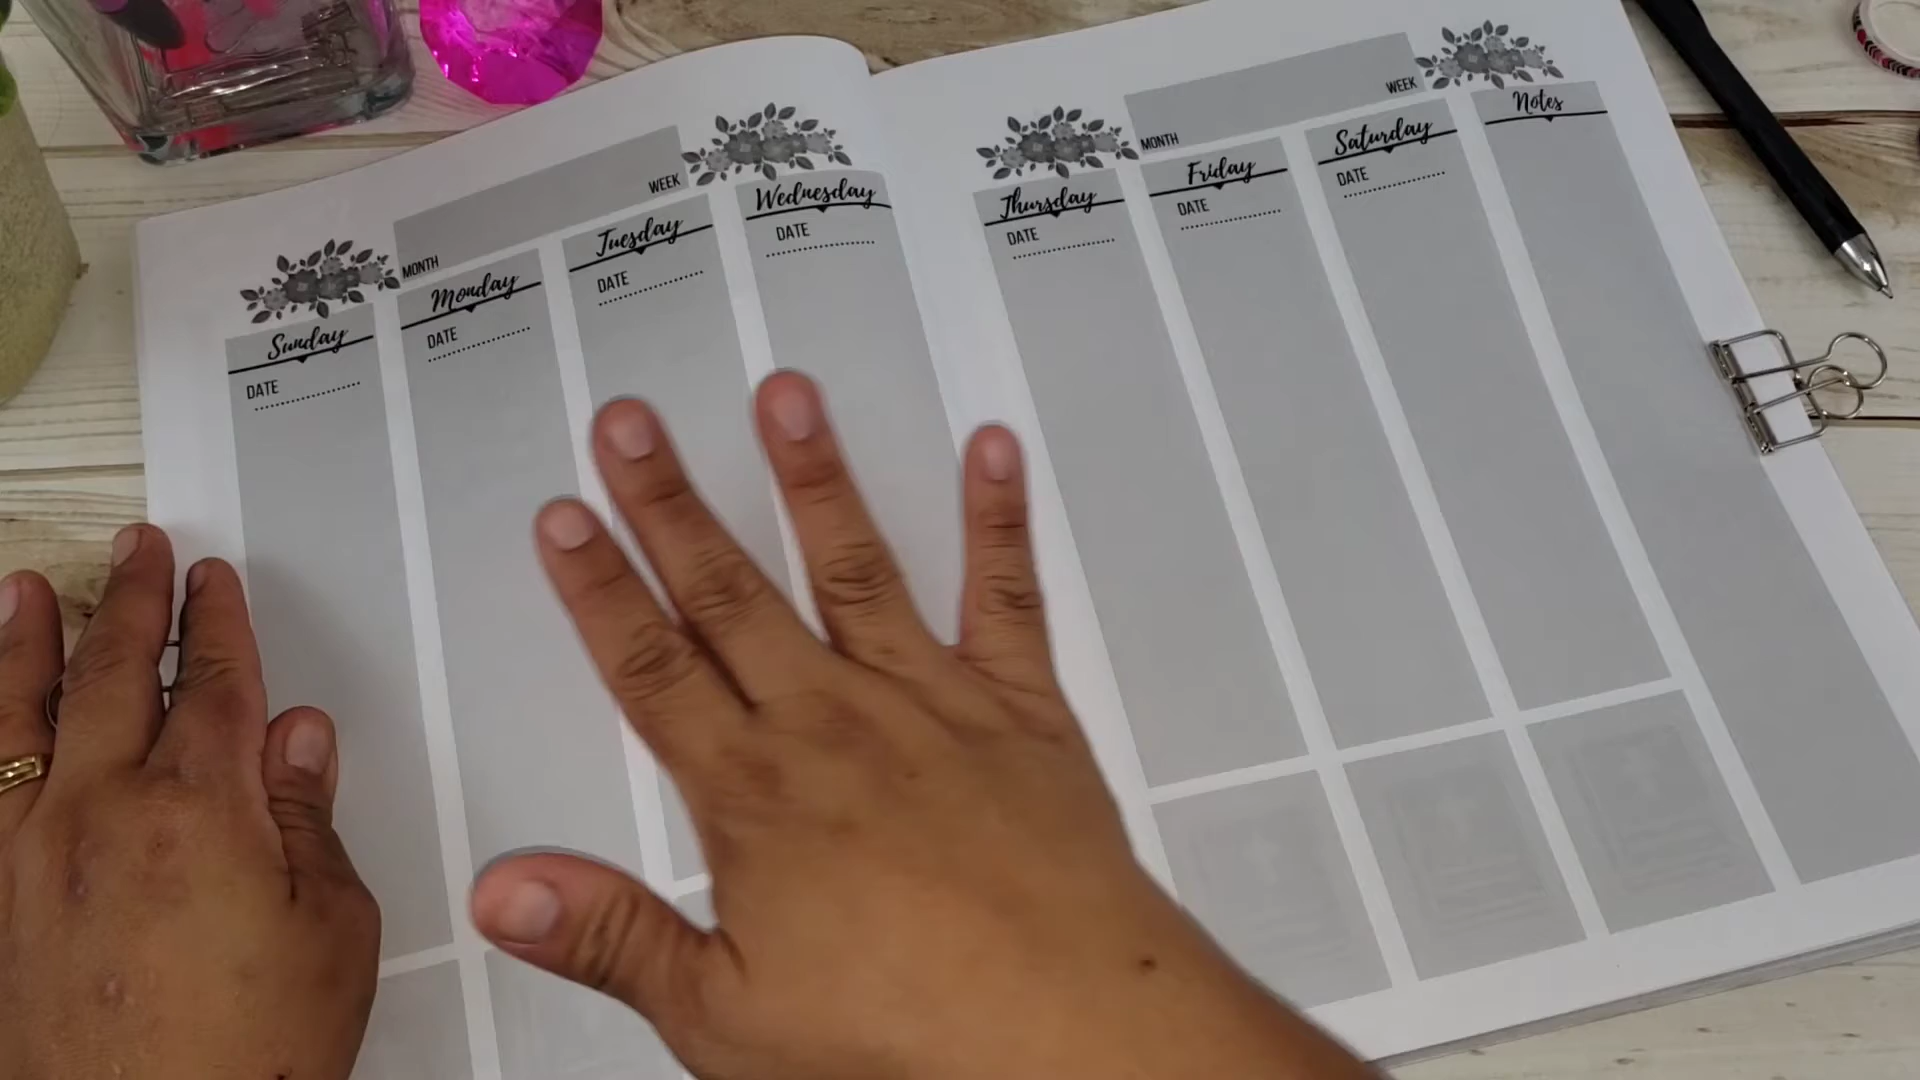 MONTH WEEK
Sunday
DATE
Monday
DATE
Tuesday
DATE
Wednesday
DATE
MONTH WEEK
Thursday
DATE
Friday
DATE
Saturday
DATE
Notes